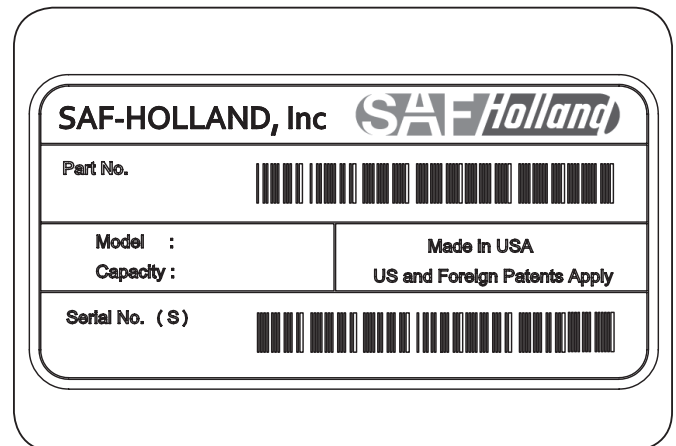 SAF-HOLLAND, Inc SAF Holland
Part No.
Model :
Capacity :
Made in USA
US and Foreign Patents Apply
Serial No. (S)